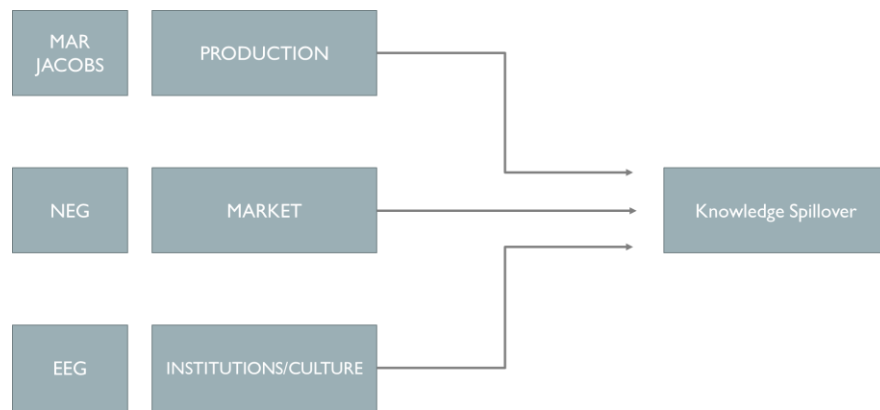 MAR
JACOBS
PRODUCTION
NEG
MARKET
Knowledge Spillover
EEG
INSTITUTIONS/CULTURE